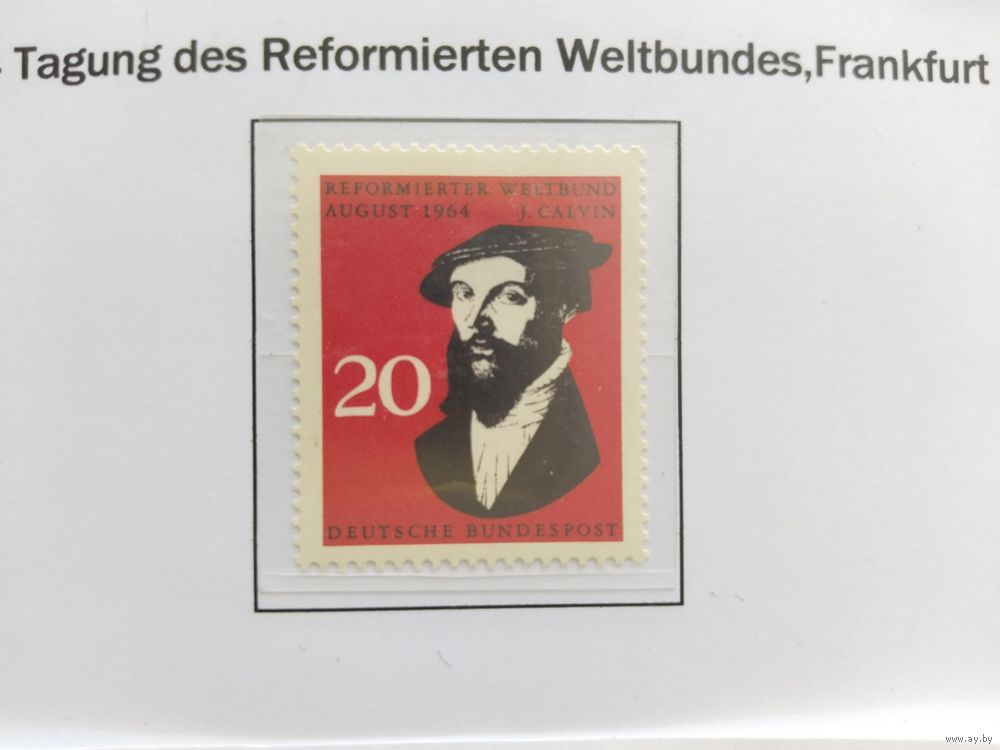 Tagung des Reformierten Weltbundes,Frankfurt
REFORMIERTER WELTBUND
AUGUST 1964 J. CALVIN
20
DEUTSCHE BUNDESPOST
www.ay.by